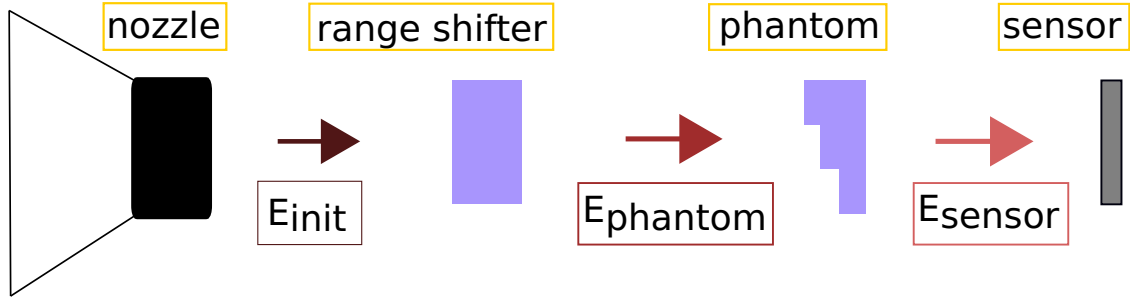 nozzle
range shifter
phantom
sensor
Einit
Ephantom
Esensor